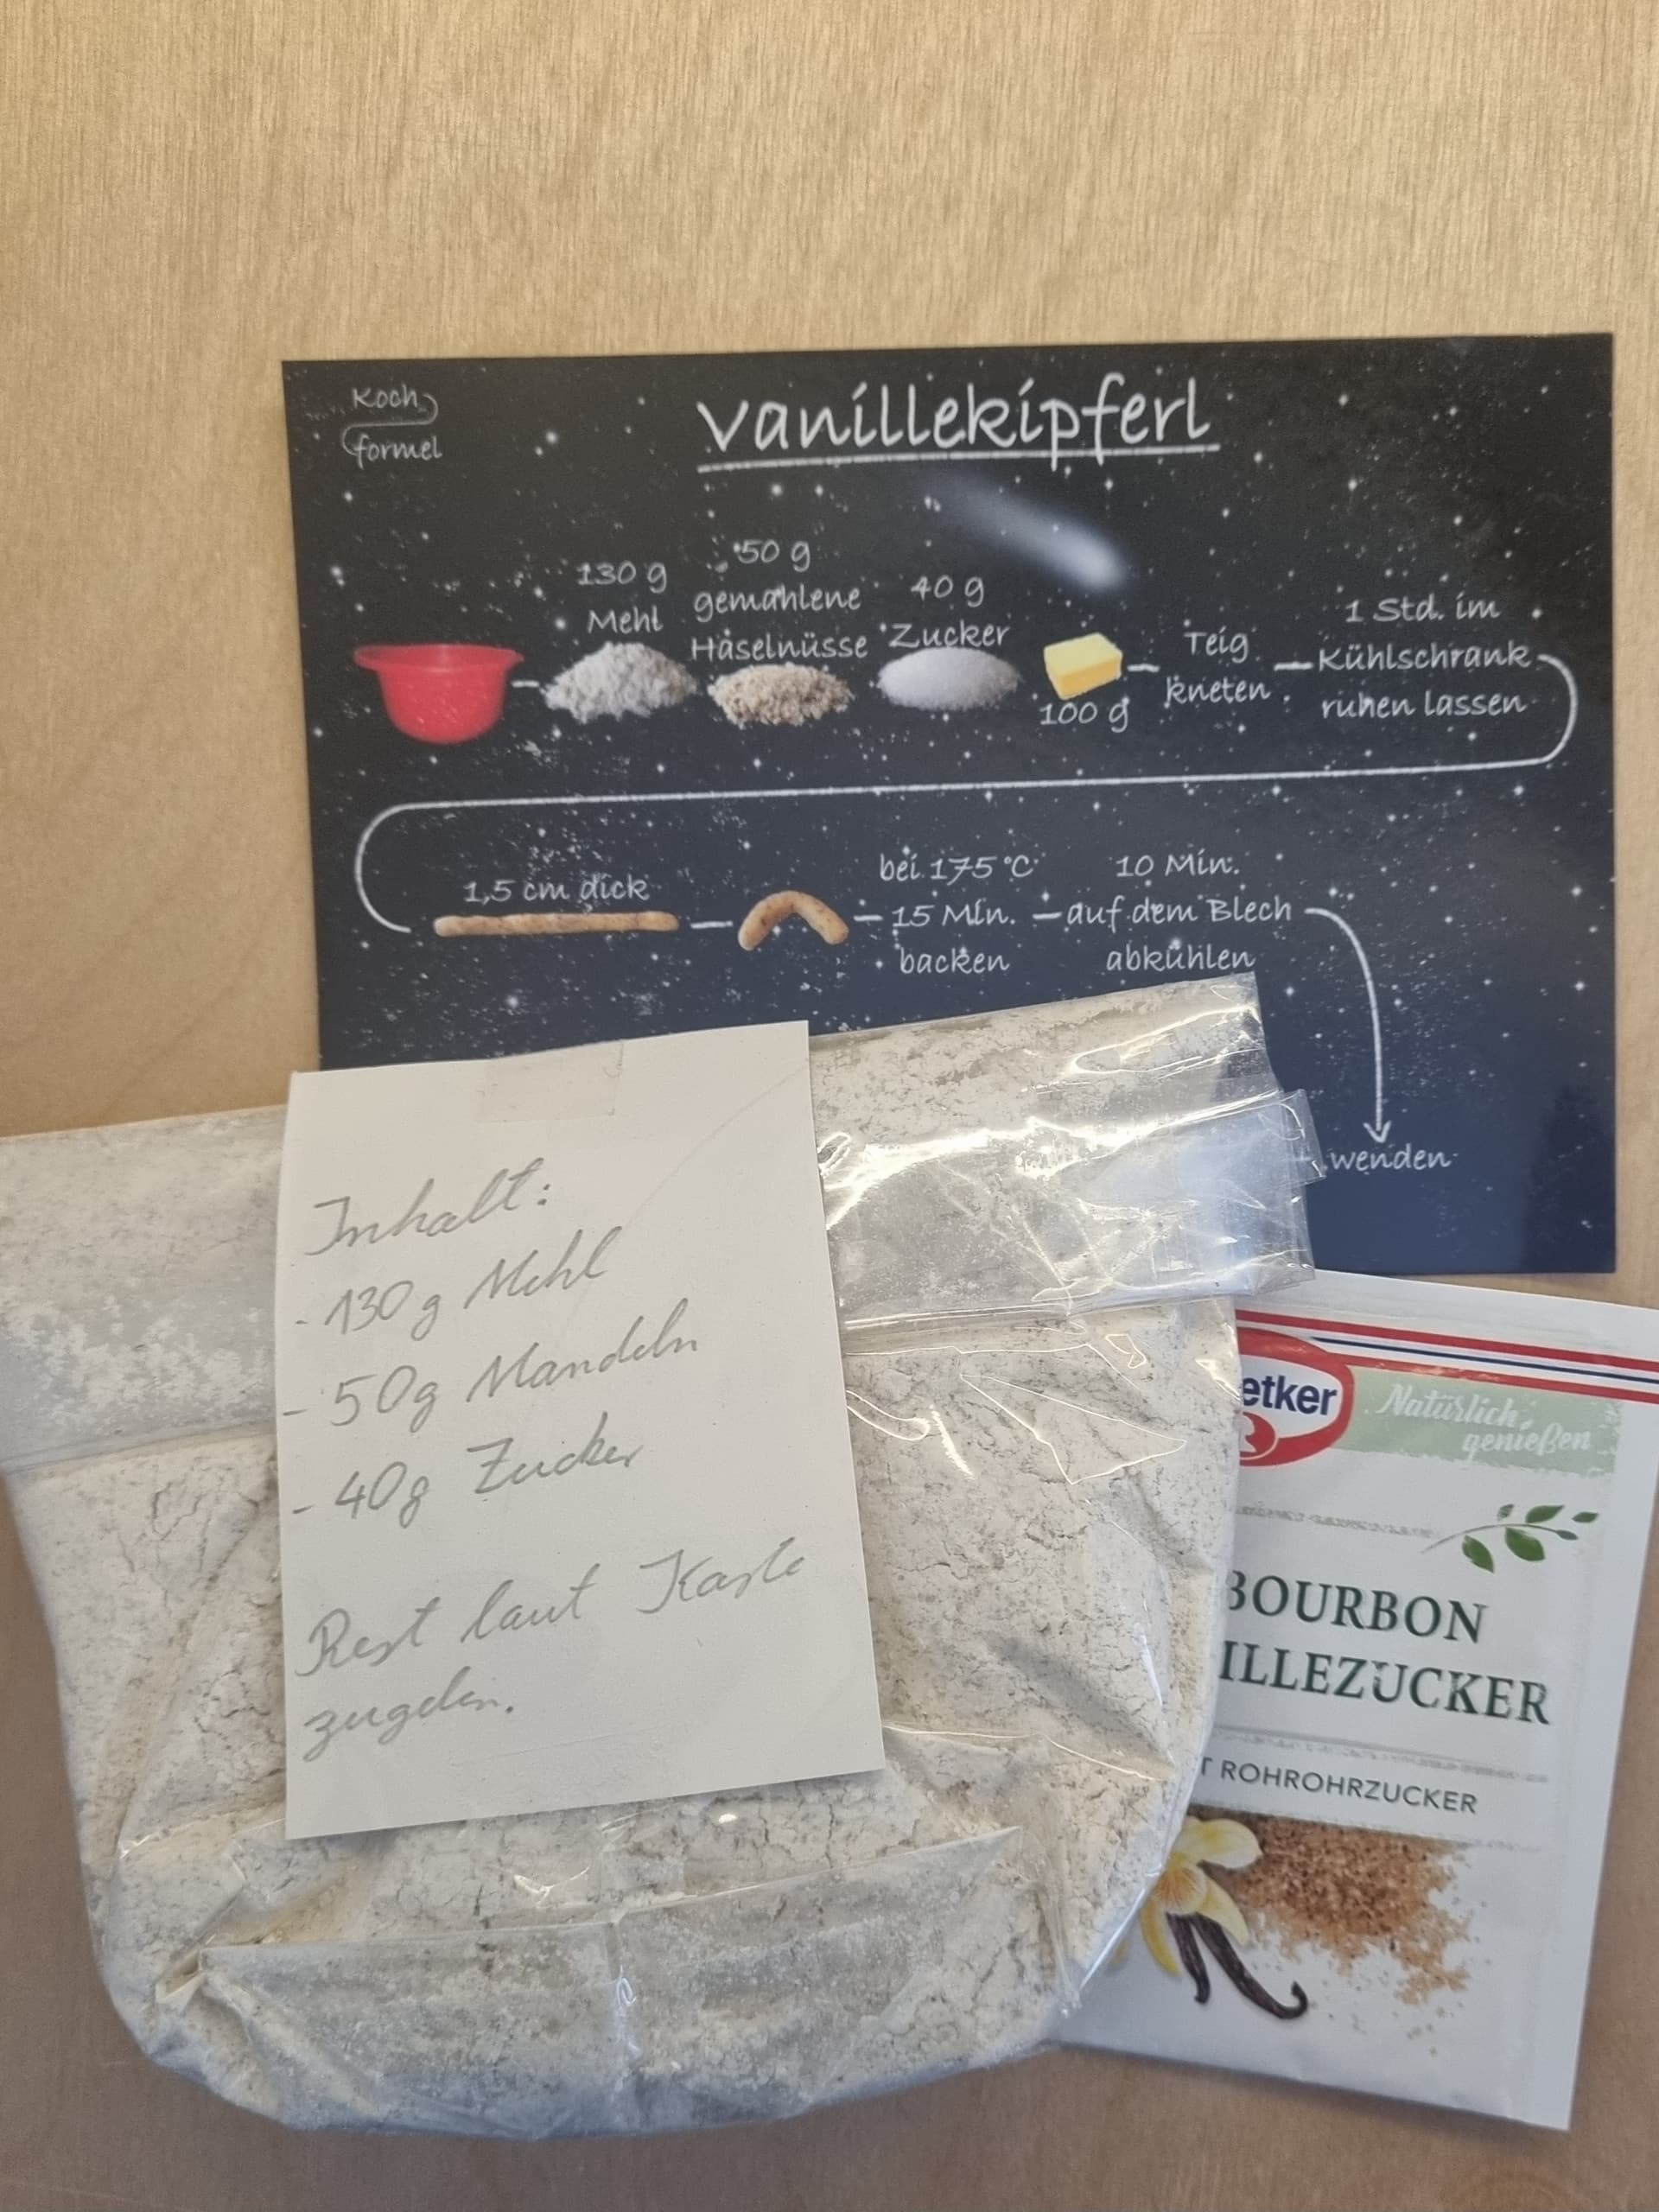 Koch
formel
Vanillekipferl
130 g
Mehl
50 g
gemahlene
Haselnüsse
40 g
Zucker
100 g
Teig
kneten
1 Std. im
Kühlschrank
ruhen lassen
1,5 cm dick
bei 175 °C
15 Min.
backen
10 Min.
auf dem Blech
abkühlen
wenden
Inhalt:
- 130 g Mehl
- 50g Mandeln
- 40g Zucker
Rest laut Karte
zugeben.
etker
Natürlich
genießen
BOURBON
ILLEZUCKER
T ROHROHRZUCKER